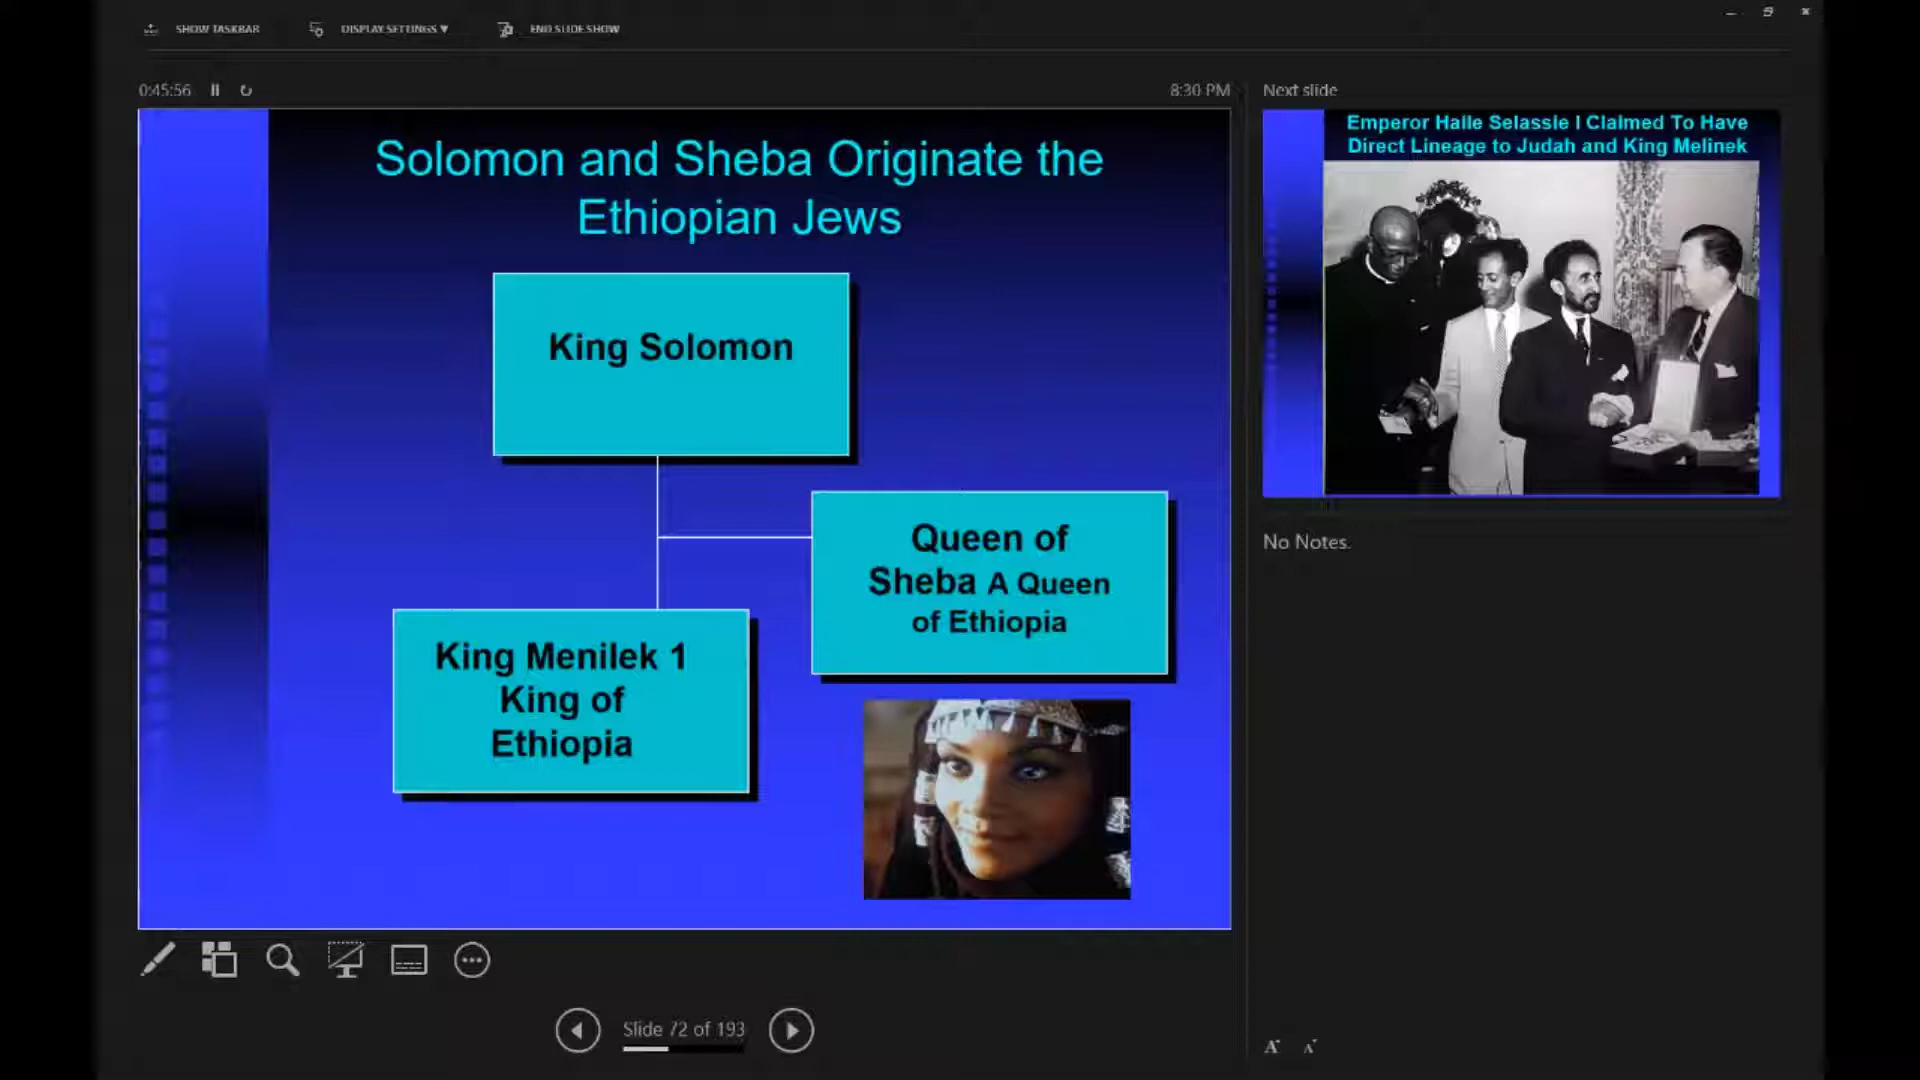 SHOW TASKBAR
DISPLAY SETTINGS ▼
END SLIDE SHOW
0:45:56
8:30 PM
Solomon and Sheba Originate the
Ethiopian Jews
King Solomon
Queen of
Sheba A Queen
of Ethiopia
King Menilek 1
King of
Ethiopia
Slide 72 of 193
Next slide
Emperor Haile Selassie I Claimed To Have
Direct Lineage to Judah and King Melinek
No Notes.
A A